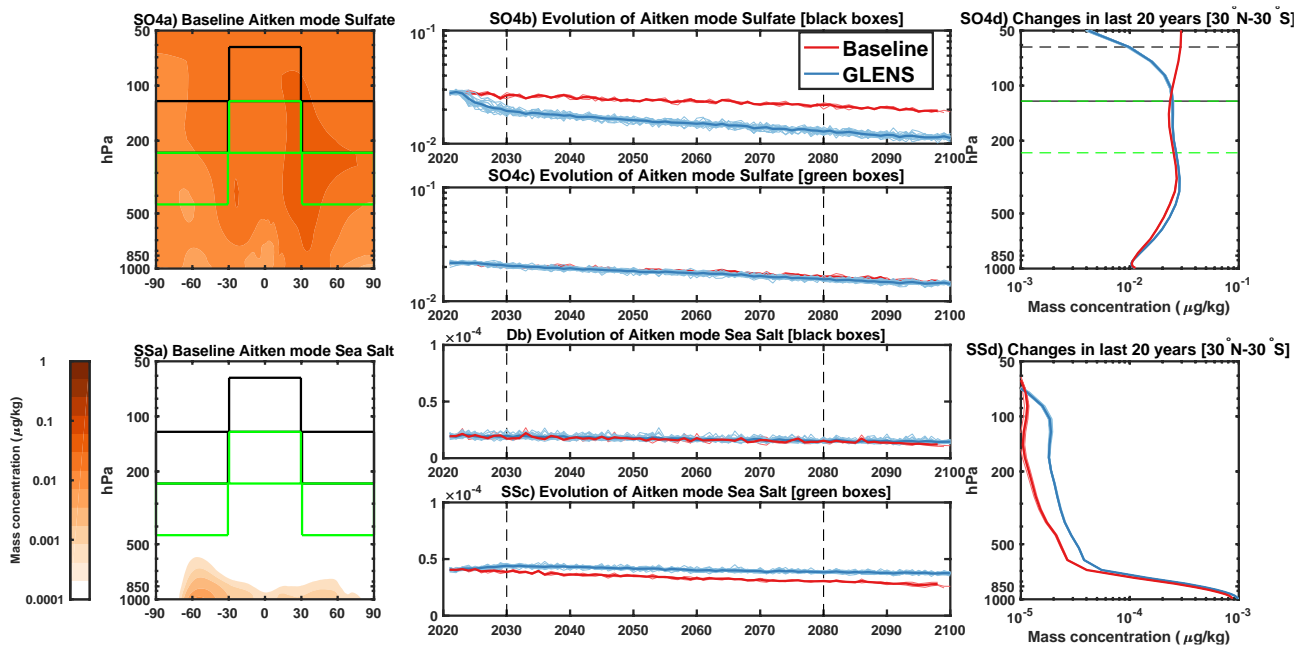 SO4a) Baseline Aitken mode Sulfate
50
100
200
500
850
1000
hPa
-90 -60 -30 0 30 60 90
SO4b) Evolution of Aitken mode Sulfate [black boxes]
10-1
10-2
Baseline
GLENS
2020 2030 2040 2050 2060 2070 2080 2090 2100
SO4c) Evolution of Aitken mode Sulfate [green boxes]
10-1
10-2
2020 2030 2040 2050 2060 2070 2080 2090 2100
SO4d) Changes in last 20 years [30°N-30°S]
50
100
200
500
850
1000
hPa
10-3 10-2 10-1
Mass concentration ( μg/kg)
1
0.1
0.01
0.001
0.0001
Mass concentration (μg/kg)
SSa) Baseline Aitken mode Sea Salt
50
100
200
500
850
1000
hPa
-90 -60 -30 0 30 60 90
Db) Evolution of Aitken mode Sea Salt [black boxes]
×10-4
1
0.5
0
2020 2030 2040 2050 2060 2070 2080 2090 2100
SSc) Evolution of Aitken mode Sea Salt [green boxes]
×10-4
1
0.5
0
2020 2030 2040 2050 2060 2070 2080 2090 2100
SSd) Changes in last 20 years [30°N-30°S]
50
100
200
500
850
1000
hPa
10-5 10-4 10-3
Mass concentration ( μg/kg)